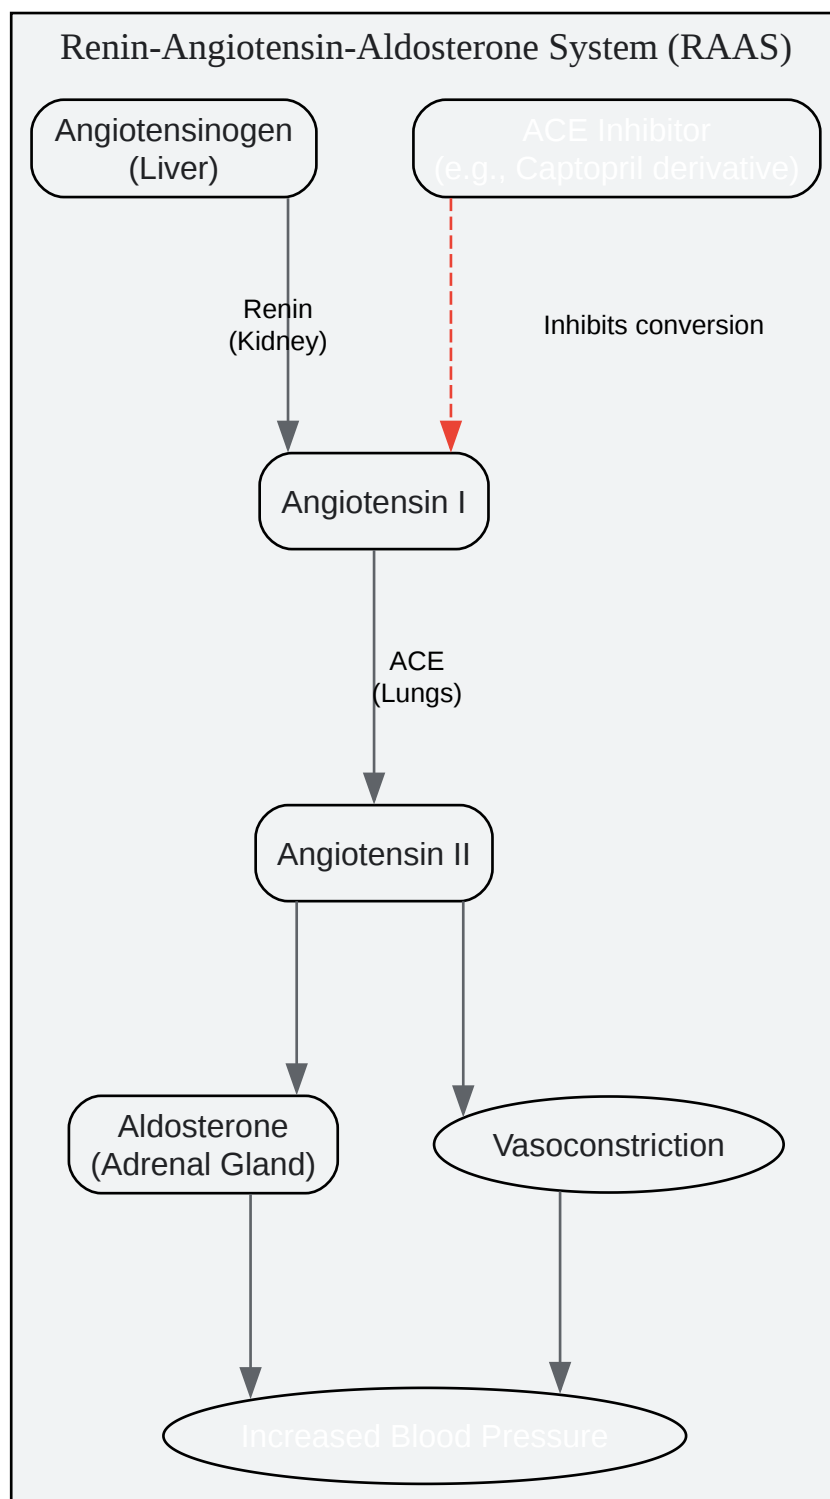 Renin-Angiotensin-Aldosterone System (RAAS)
Angiotensinogen
(Liver)
ACE Inhibitor
(e.g., Captopril derivative)
Renin
(Kidney)
Inhibits conversion
Angiotensin I
ACE
(Lungs)
Angiotensin II
Aldosterone
(Adrenal Gland)
Vasoconstriction
Increased Blood Pressure